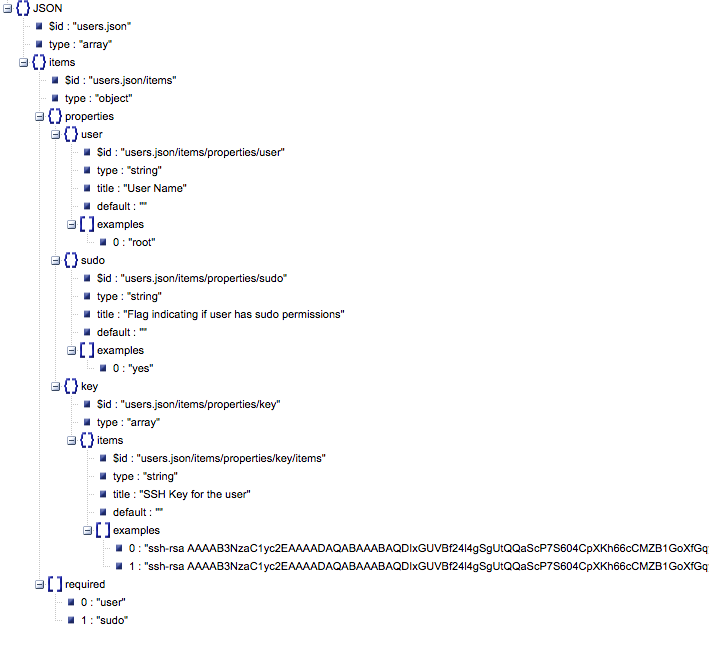 JSON
$id : "users.json"
type : "array"
items
$id : "users.json/items"
type : "object"
properties
user
$id : "users.json/items/properties/user"
type : "string"
title : "User Name"
default : ""
examples
0 : "root"
sudo
$id : "users.json/items/properties/sudo"
type : "string"
title : "Flag indicating if user has sudo permissions"
default : ""
examples
0 : "yes"
key
$id : "users.json/items/properties/key"
type : "array"
items
$id : "users.json/items/properties/key/items"
type : "string"
title : "SSH Key for the user"
default : ""
examples
0 : "ssh-rsa AAAAB3NzaC1yc2EAAAADAQABAAABAQDIxGUVBf24l4gSgUtQQaScP7S604CpXKh66cCMZB1GoXfGq
1 : "ssh-rsa AAAAB3NzaC1yc2EAAAADAQABAAABAQDIxGUVBf24l4gSgUtQQaScP7S604CpXKh66cCMZB1GoXfGq
required
0 : "user"
1 : "sudo"